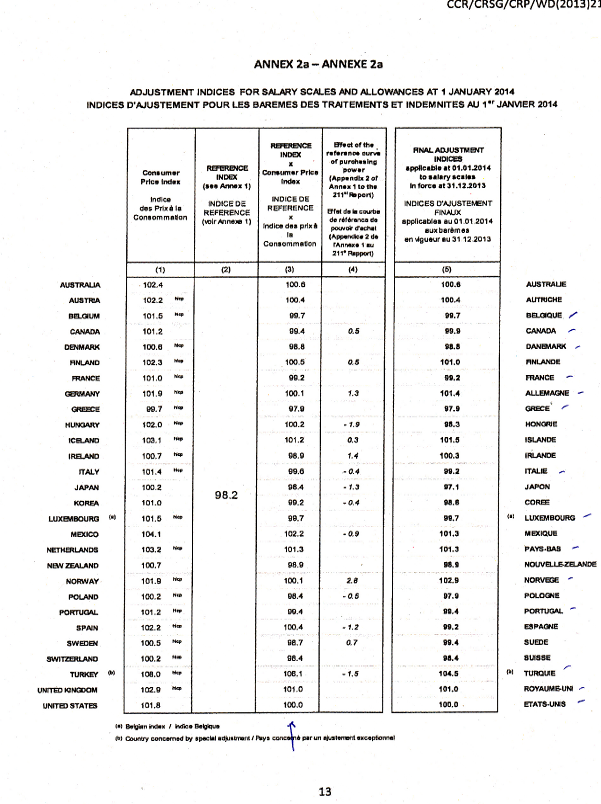 CCR/CRSG/CRP/WD(2013)21
ANNEX 2a – ANNEXE 2a
ADJUSTMENT INDICES FOR SALARY SCALES AND ALLOWANCES AT 1 JANUARY 2014
INDICES D'AJUSTEMENT POUR LES BAREMES DES TRAITEMENTS ET INDEMNITES AU 1er JANVIER 2014
Consumer Price Index
Indice des Prix à la Consommation
REFERENCE INDEX (see Annex 1)
INDICE DE REFERENCE (voir Annexe 1)
REFERENCE INDEX x Consumer Price Index
INDICE DE REFERENCE x Indice des prix à la Consommation
Effect of the reference curve of purchasing power (Appendix 2 of Annex 1 to the 211st Report)
Effet de la courbe de référence de pouvoir d'achat (Appendice 2 de l'Annexe 1 au 211e Rapport)
FINAL ADJUSTMENT INDICES applicable at 01.01.2014 to salary scales in force at 31.12.2013
INDICES D'AJUSTEMENT FINAUX applicables au 01.01.2014 aux barèmes en vigueur au 31.12.2013
(1) (2) (3) (4) (5)
AUSTRALIA 102.4 100.6 100.6 AUSTRALIE
AUSTRIA 102.2 Hicp 100.4 100.4 AUTRICHE
BELGIUM 101.5 Hicp 99.7 99.7 BELGIQUE
CANADA 101.2 99.4 0.5 99.9 CANADA
DENMARK 100.6 Hicp 98.8 98.8 DANEMARK
FINLAND 102.3 Hicp 100.5 0.5 101.0 FINLANDE
FRANCE 101.0 Hicp 99.2 99.2 FRANCE
GERMANY 101.9 Hicp 100.1 1.3 101.4 ALLEMAGNE
GREECE 99.7 Hicp 97.9 97.9 GRECE
HUNGARY 102.0 Hicp 100.2 - 1.9 98.3 HONGRIE
ICELAND 103.1 Hicp 101.2 0.3 101.5 ISLANDE
IRELAND 100.7 Hicp 98.9 1.4 100.3 IRLANDE
ITALY 101.4 Hicp 99.6 - 0.4 99.2 ITALIE
JAPAN 100.2 98.4 - 1.3 97.1 JAPON
98.2
KOREA 101.0 99.2 - 0.4 98.8 COREE
LUXEMBOURG (a) 101.5 Hicp 99.7 99.7 (a) LUXEMBOURG
MEXICO 104.1 102.2 - 0.9 101.3 MEXIQUE
NETHERLANDS 103.2 Hicp 101.3 101.3 PAYS-BAS
NEW ZEALAND 100.7 98.9 98.9 NOUVELLE-ZELANDE
NORWAY 101.9 Hicp 100.1 2.8 102.9 NORVEGE
POLAND 100.2 Hicp 98.4 - 0.5 97.9 POLOGNE
PORTUGAL 101.2 Hicp 99.4 99.4 PORTUGAL
SPAIN 102.2 Hicp 100.4 - 1.2 99.2 ESPAGNE
SWEDEN 100.5 Hicp 98.7 0.7 99.4 SUEDE
SWITZERLAND 100.2 Hicp 98.4 98.4 SUISSE
TURKEY (b) 108.0 Hicp 106.1 - 1.5 104.5 (b) TURQUIE
UNITED KINGDOM 102.9 Hicp 101.0 101.0 ROYAUME-UNI
UNITED STATES 101.8 100.0 100.0 ETATS-UNIS
(a) Belgian index / Indice Belgique
(b) Country concerned by special adjustment / Pays concerné par un ajustement exceptionnel
13